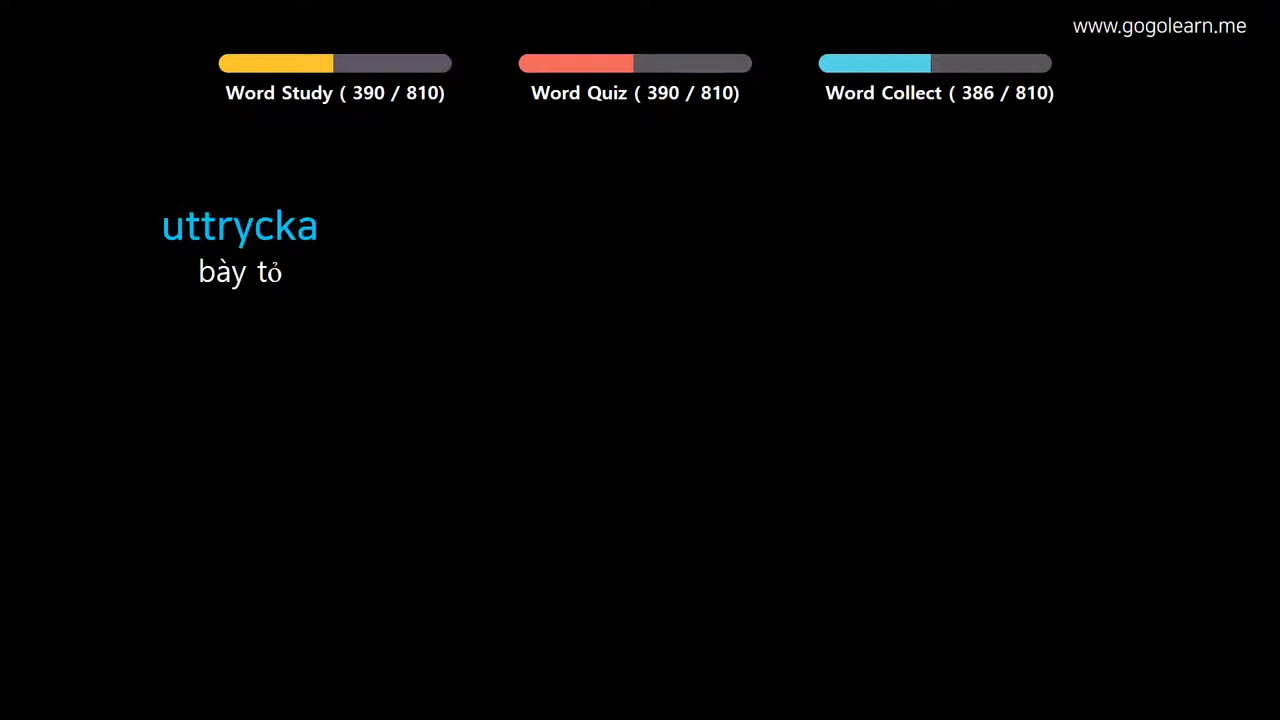 www.gogolearn.me
Word Study ( 390 / 810)
Word Quiz ( 390 / 810)
Word Collect ( 386 / 810)
uttrycka
bày tỏ